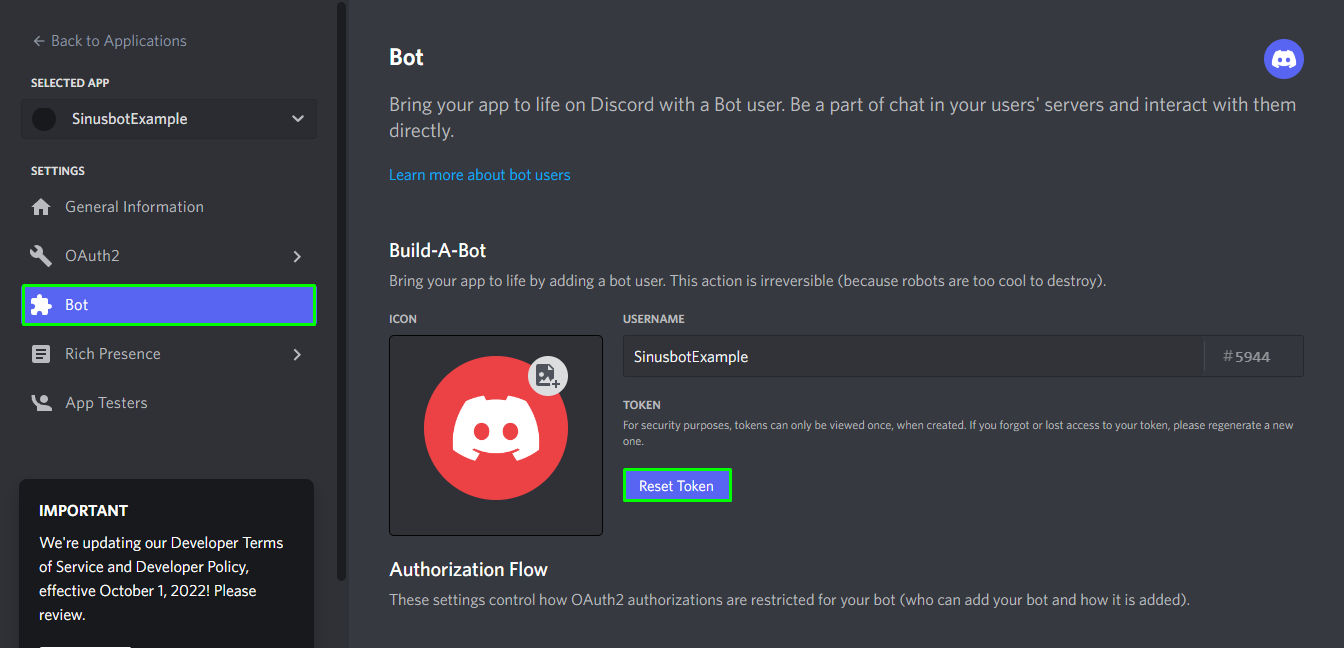 Back to Applications
SELECTED APP
SinusbotExample
SETTINGS
General Information
OAuth2
Bot
Rich Presence
App Testers
IMPORTANT
We're updating our Developer Terms
of Service and Developer Policy,
effective October 1, 2022! Please
review.
Bot
Bring your app to life on Discord with a Bot user. Be a part of chat in your users' servers and interact with them
directly.
Learn more about bot users
Build-A-Bot
Bring your app to life by adding a bot user. This action is irreversible (because robots are too cool to destroy).
ICON
USERNAME
SinusbotExample
#5944
TOKEN
For security purposes, tokens can only be viewed once, when created. If you forgot or lost access to your token, please regenerate a new
one.
Reset Token
Authorization Flow
These settings control how OAuth2 authorizations are restricted for your bot (who can add your bot and how it is added).